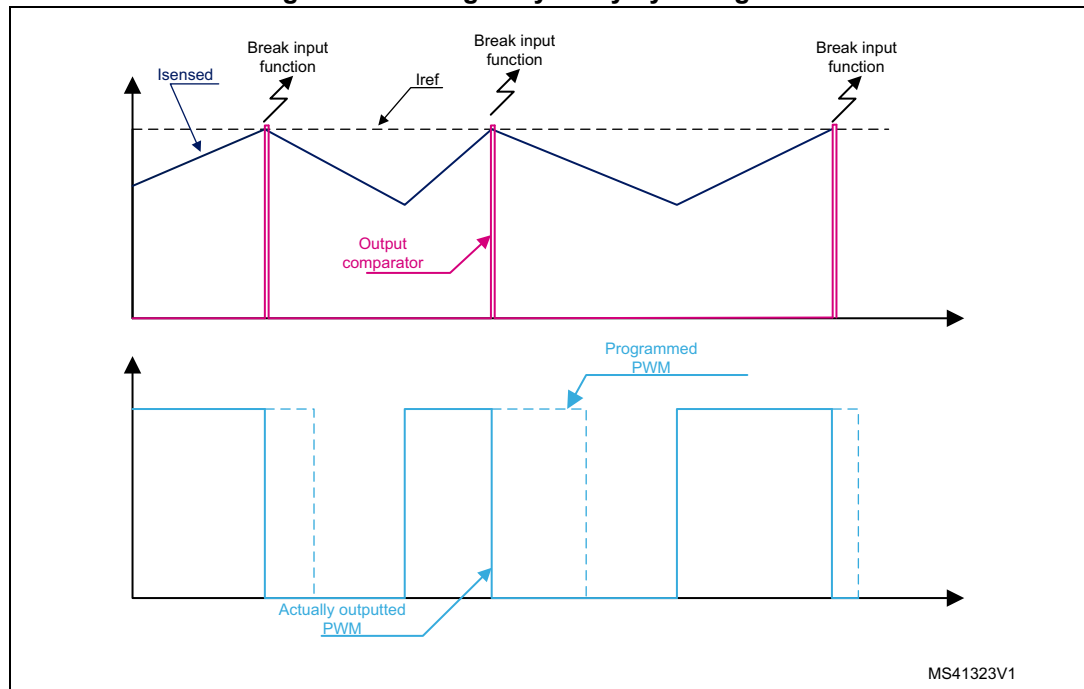 Break input
function
Break input
function
Break input
function
Isensed
Iref
Output
comparator
Programmed
PWM
Actually outputted
PWM
MS41323V1